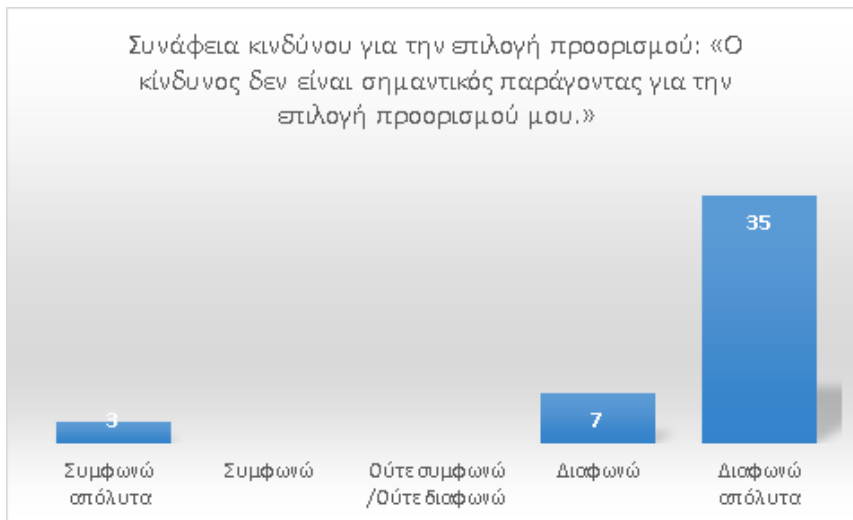 Συνάφεια κινδύνου για την επιλογή προορισμού: «Ο
κίνδυνος δεν είναι σημαντικός παράγοντας για την
επιλογή προορισμού μου.»
35
3
7
Συμφωνώ
απόλυτα
Συμφωνώ
Ούτε συμφωνώ
/Ούτε διαφωνώ
Διαφωνώ
Διαφωνώ
απόλυτα